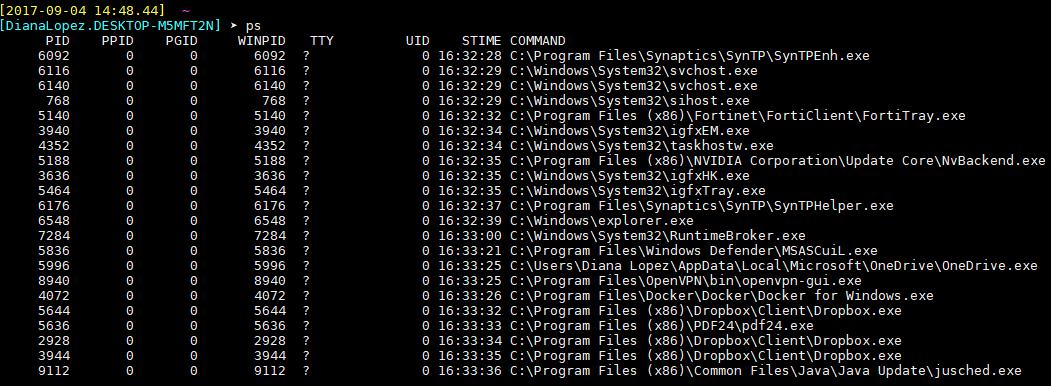 [2017-09-04 14:48.44] ~
[DianaLopez.DESKTOP-M5MFT2N] ➤ ps
PID PPID PGID WINPID TTY UID STIME COMMAND
6092 0 0 6092 ? 0 16:32:28 C:\Program Files\Synaptics\SynTP\SynTPEnh.exe
6116 0 0 6116 ? 0 16:32:29 C:\Windows\System32\svchost.exe
6140 0 0 6140 ? 0 16:32:29 C:\Windows\System32\svchost.exe
768 0 0 768 ? 0 16:32:29 C:\Windows\System32\sihost.exe
5140 0 0 5140 ? 0 16:32:32 C:\Program Files (x86)\Fortinet\FortiClient\FortiTray.exe
3940 0 0 3940 ? 0 16:32:34 C:\Windows\System32\igfxEM.exe
4352 0 0 4352 ? 0 16:32:34 C:\Windows\System32\taskhostw.exe
5188 0 0 5188 ? 0 16:32:35 C:\Program Files (x86)\NVIDIA Corporation\Update Core\NvBackend.exe
3636 0 0 3636 ? 0 16:32:35 C:\Windows\System32\igfxHK.exe
5464 0 0 5464 ? 0 16:32:35 C:\Windows\System32\igfxTray.exe
6176 0 0 6176 ? 0 16:32:37 C:\Program Files\Synaptics\SynTP\SynTPHelper.exe
6548 0 0 6548 ? 0 16:32:39 C:\Windows\explorer.exe
7284 0 0 7284 ? 0 16:33:00 C:\Windows\System32\RuntimeBroker.exe
5836 0 0 5836 ? 0 16:33:21 C:\Program Files\Windows Defender\MSASCuiL.exe
5996 0 0 5996 ? 0 16:33:25 C:\Users\Diana Lopez\AppData\Local\Microsoft\OneDrive\OneDrive.exe
8940 0 0 8940 ? 0 16:33:25 C:\Program Files\OpenVPN\bin\openvpn-gui.exe
4072 0 0 4072 ? 0 16:33:26 C:\Program Files\Docker\Docker\Docker for Windows.exe
5644 0 0 5644 ? 0 16:33:32 C:\Program Files (x86)\Dropbox\Client\Dropbox.exe
5636 0 0 5636 ? 0 16:33:33 C:\Program Files (x86)\PDF24\pdf24.exe
2928 0 0 2928 ? 0 16:33:34 C:\Program Files (x86)\Dropbox\Client\Dropbox.exe
3944 0 0 3944 ? 0 16:33:35 C:\Program Files (x86)\Dropbox\Client\Dropbox.exe
9112 0 0 9112 ? 0 16:33:36 C:\Program Files (x86)\Common Files\Java\Java Update\jusched.exe